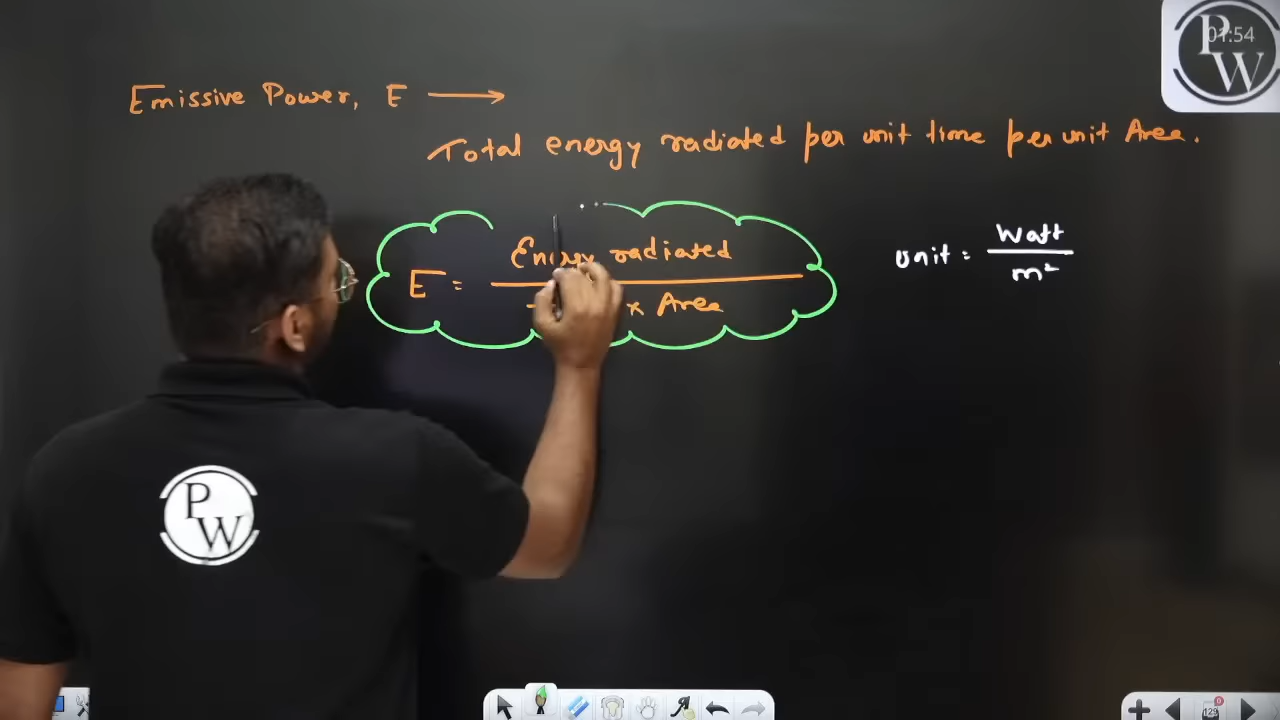 01:54
PW
Emissive Power, E →
Total energy radiated per unit time per unit Area.
E = Energy radiated
x Area
unit = Watt
m²
PW
129